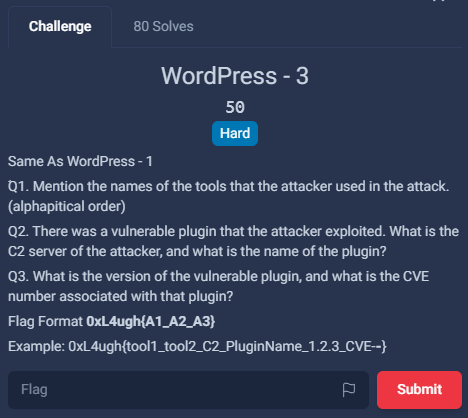 Challenge
80 Solves
WordPress - 3
50
Hard
Same As WordPress - 1
Q1. Mention the names of the tools that the attacker used in the attack.
(alphapitical order)
Q2. There was a vulnerable plugin that the attacker exploited. What is the
C2 server of the attacker, and what is the name of the plugin?
Q3. What is the version of the vulnerable plugin, and what is the CVE
number associated with that plugin?
Flag Format 0xL4ugh{A1_A2_A3}
Example: 0xL4ugh{tool1_tool2_C2_PluginName_1.2.3_CVE--}
Flag
Submit